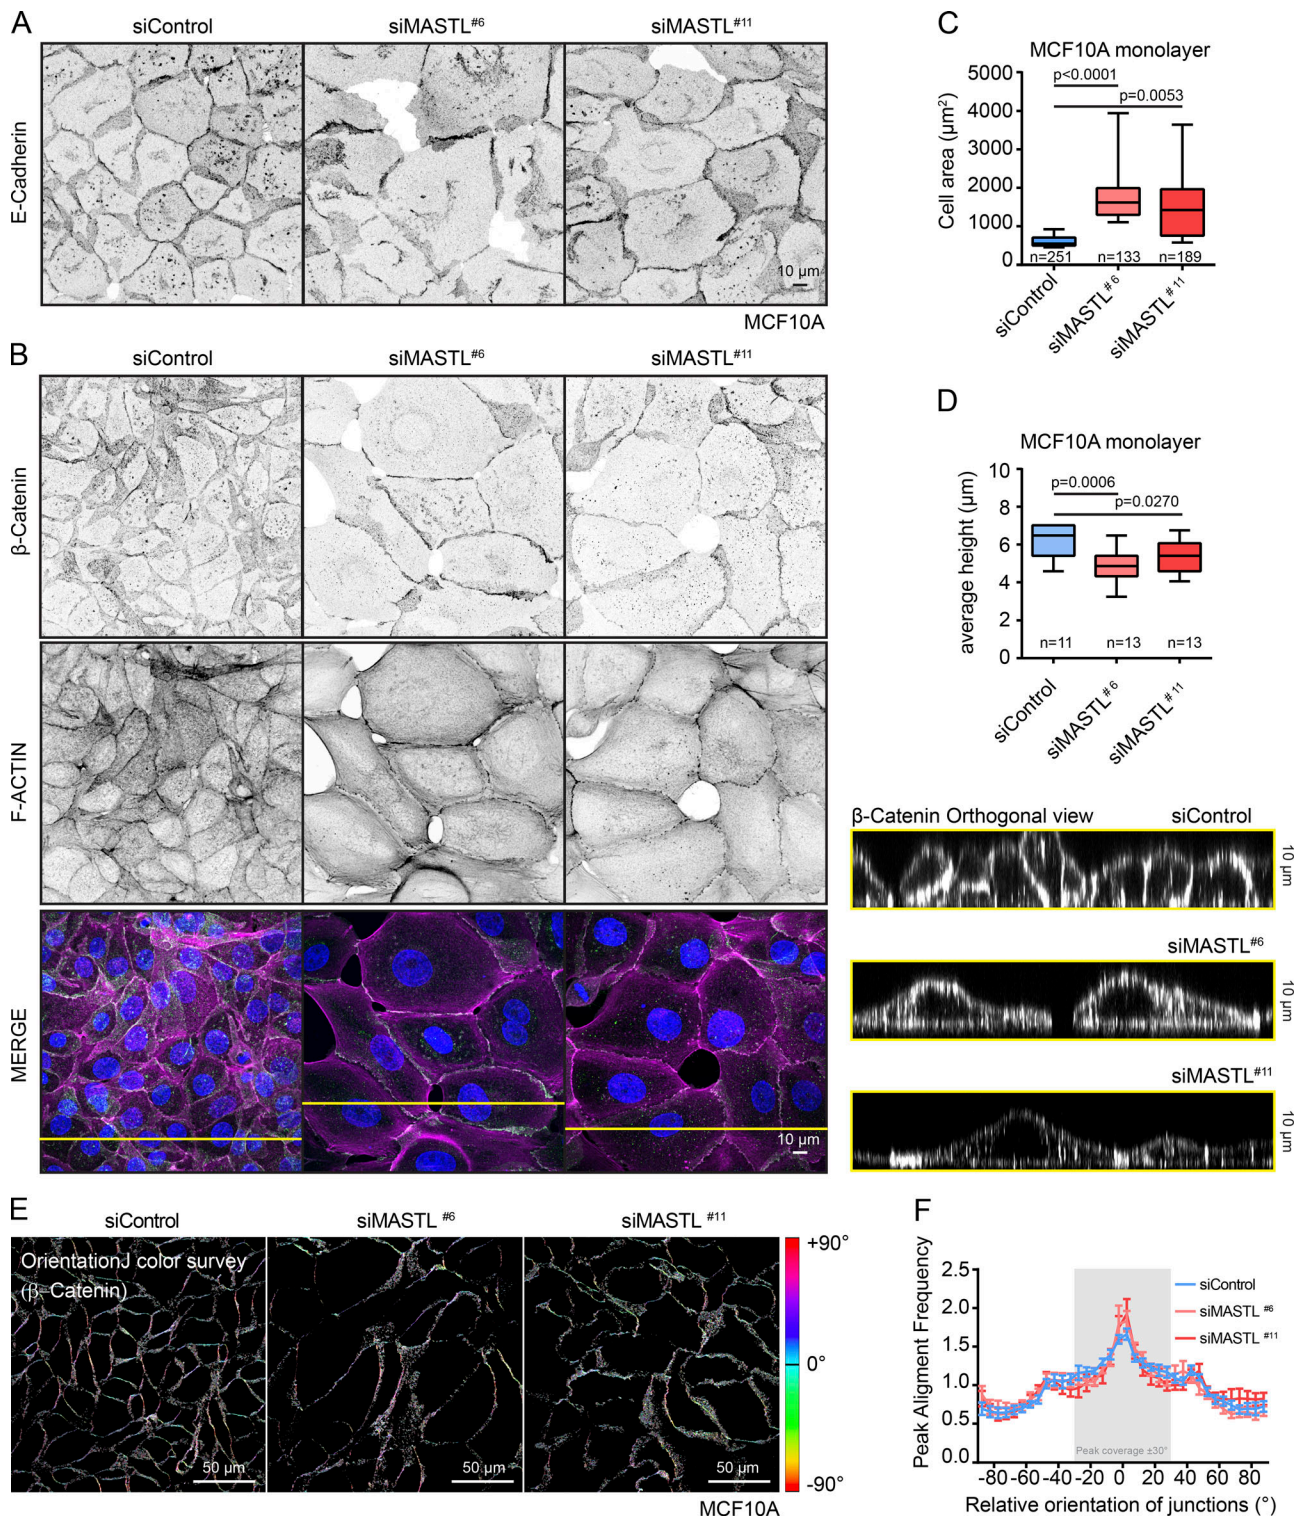 A
siControl
siMASTL#6
siMASTL#11
E-Cadherin
10 µm
MCF10A
B
siControl
siMASTL#6
siMASTL#11
β-Catenin
F-ACTIN
MERGE
10 µm
C
MCF10A monolayer
Cell area (µm²)
5000
4000
3000
2000
1000
0
p<0.0001
p=0.0053
n=251
n=133
n=189
siControl
siMASTL#6
siMASTL#11
D
MCF10A monolayer
average height (µm)
10
8
6
4
2
0
p=0.0006
p=0.0270
n=11
n=13
n=13
siControl
siMASTL#6
siMASTL#11
β-Catenin Orthogonal view
siControl
10 µm
siMASTL#6
10 µm
siMASTL#11
10 µm
E
siControl
siMASTL #6
siMASTL #11
OrientationJ color survey
(β-Catenin)
50 µm
50 µm
50 µm
+90°
0°
-90°
MCF10A
F
Peak Aligment Frequency
2.5
2.0
1.5
1.0
0.5
0.0
siControl
siMASTL #6
siMASTL #11
Peak coverage ±30°
-80 -60 -40 -20 0 20 40 60 80
Relative orientation of junctions (°)